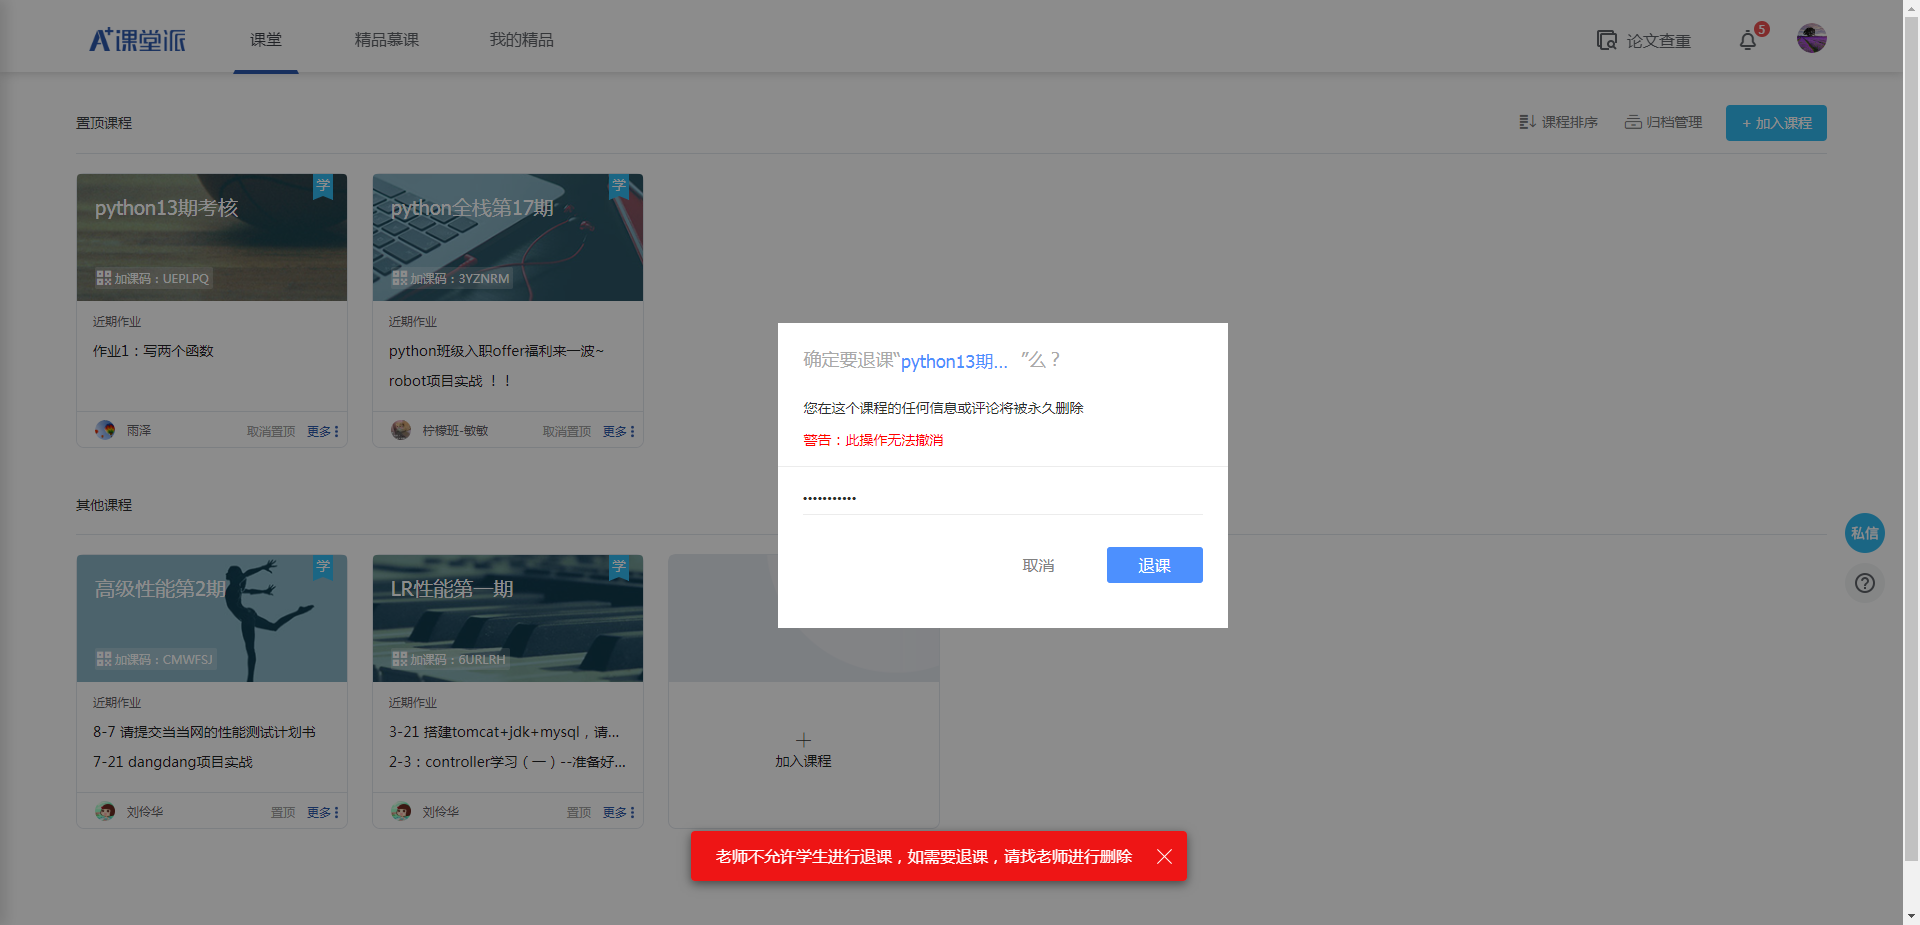 A+课堂派
课堂
精品慕课
我的精品
论文查重
5
置顶课程
课程排序
归档管理
+ 加入课程
学
python13期考核
加课码：UEPLPQ
近期作业
作业1：写两个函数
雨泽
取消置顶
更多
学
python全栈第17期
加课码：3YZNRM
近期作业
python班级入职offer福利来一波~
robot项目实战 ！！
柠檬班-敏敏
取消置顶
更多
确定要退课“python13期... ”么？
您在这个课程的任何信息或评论将被永久删除
警告：此操作无法撤消
•••••••••••
取消
退课
私信
其他课程
学
高级性能第2期
加课码：CMWFSJ
近期作业
8-7 请提交当当网的性能测试计划书
7-21 dangdang项目实战
刘伶华
置顶
更多
学
LR性能第一期
加课码：6URLRH
近期作业
3-21 搭建tomcat+jdk+mysql，请...
2-3：controller学习（一）--准备好...
刘伶华
置顶
更多
加入课程
老师不允许学生进行退课，如需要退课，请找老师进行删除